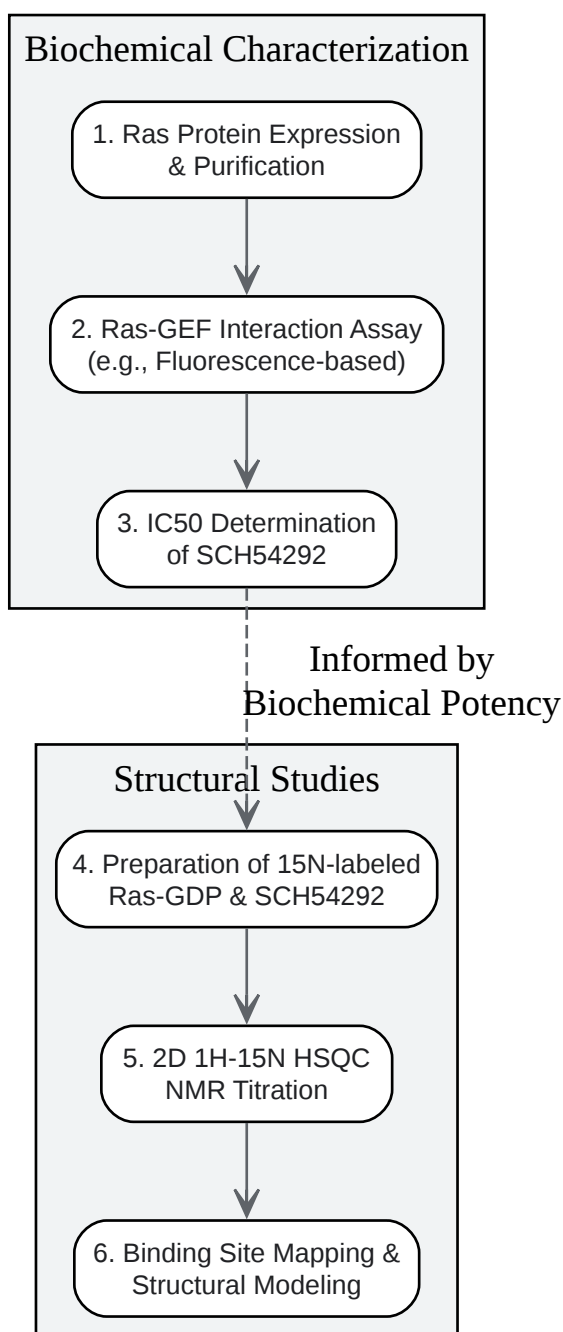 Biochemical Characterization
1. Ras Protein Expression
& Purification
2. Ras-GEF Interaction Assay
(e.g., Fluorescence-based)
3. IC50 Determination
of SCH54292
Informed by
Biochemical Potency
Structural Studies
4. Preparation of 15N-labeled
Ras-GDP & SCH54292
5. 2D 1H-15N HSQC
NMR Titration
6. Binding Site Mapping &
Structural Modeling